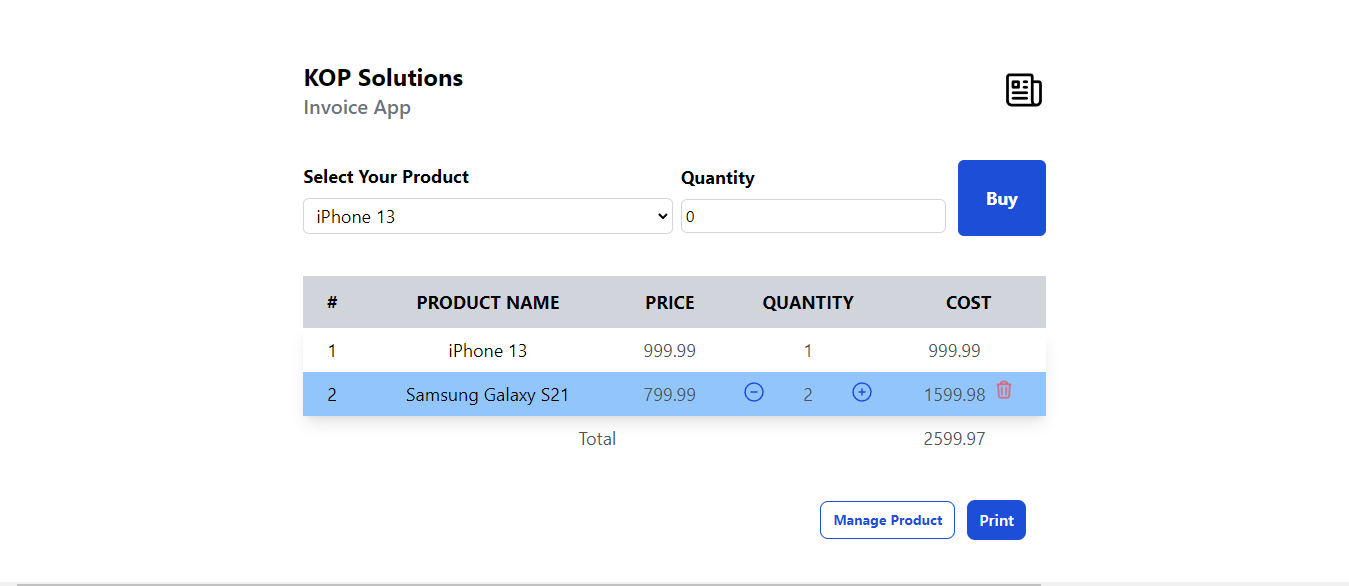 KOP Solutions
Invoice App
Select Your Product
Quantity
Buy
iPhone 13
0
# PRODUCT NAME PRICE QUANTITY COST
1 iPhone 13 999.99 1 999.99
2 Samsung Galaxy S21 799.99 2 1599.98
Total 2599.97
Manage Product Print